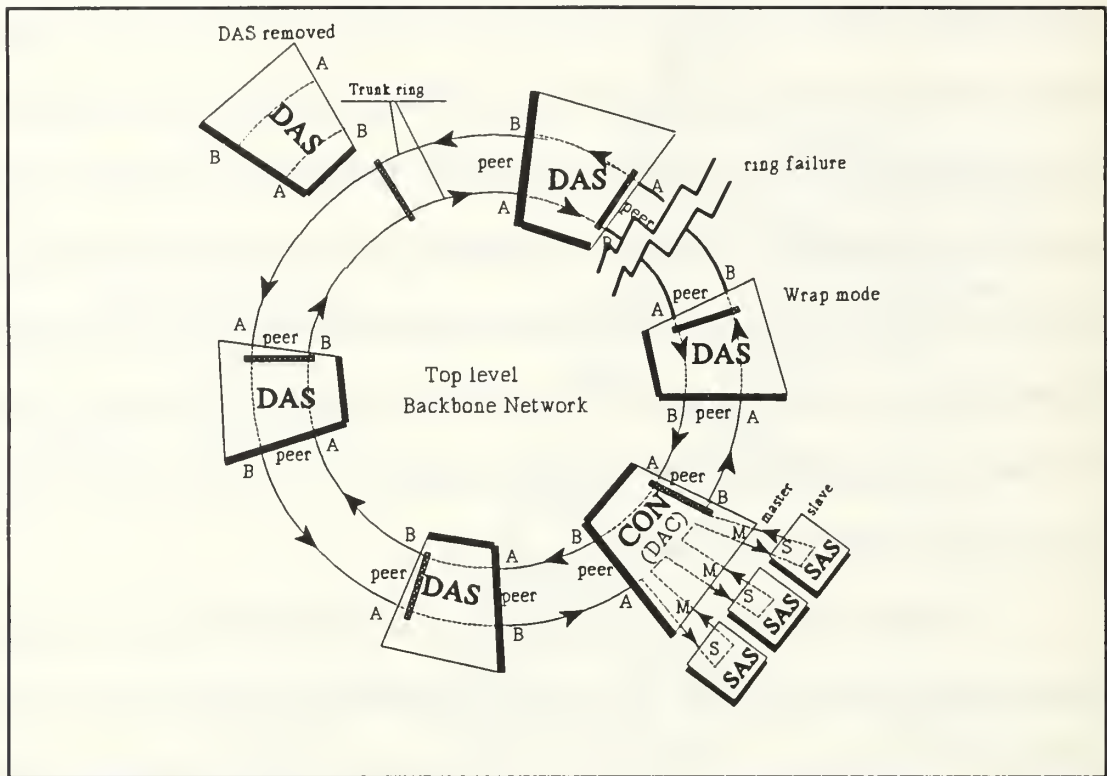 DAS removed
A
Trunk ring
DAS
B
B
A
B
peer
A
DAS
A
peer
B
ring failure
B
peer
A
Wrap mode
DAS
B
peer
A
A
peer
B
DAS
B
peer
A
Top level
Backbone Network
A
peer
B
CON
(DAC)
B
peer
A
master
slave
M
S
SAS
M
S
SAS
M
S
SAS
B
peer
A
DAS
A
peer
B